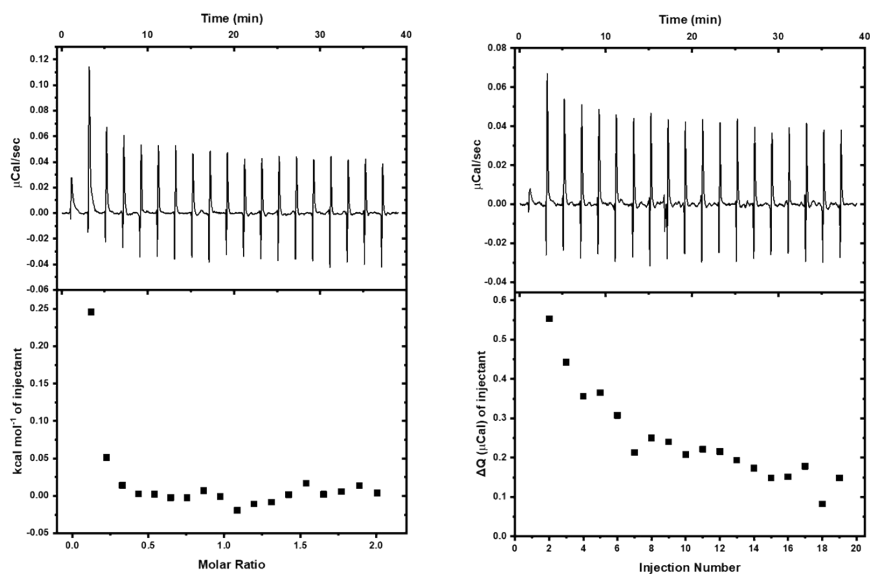 Time (min)
0 10 20 30 40
0.12
0.10
0.08
0.06
0.04
0.02
0.00
-0.02
-0.04
-0.06
µCal/sec
0.25
0.20
0.15
0.10
0.05
0.00
-0.05
kcal mol⁻¹ of injectant
0.0 0.5 1.0 1.5 2.0
Molar Ratio
Time (min)
0 10 20 30 40
0.08
0.06
0.04
0.02
0.00
-0.02
-0.04
µCal/sec
0.6
0.5
0.4
0.3
0.2
0.1
0.0
ΔQ (µCal) of injectant
0 2 4 6 8 10 12 14 16 18 20
Injection Number